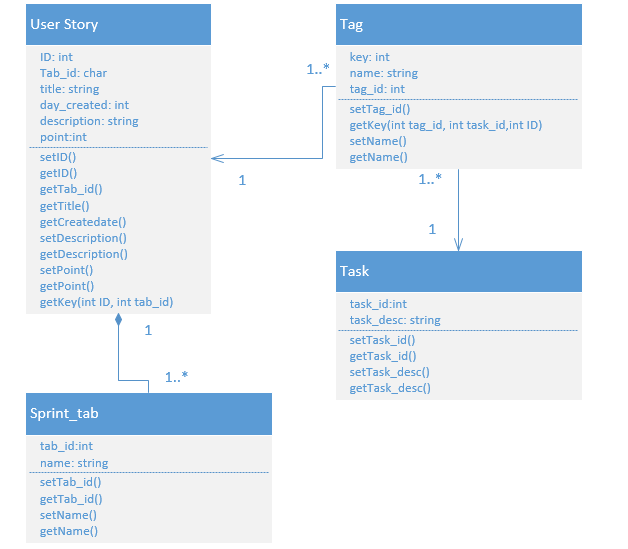 User Story
ID: int
Tab_id: char
title: string
day_created: int
description: string
point:int
setID()
getID()
getTab_id()
getTitle()
getCreatedate()
setDescription()
getDescription()
setPoint()
getPoint()
getKey(int ID, int tab_id)
1..*
1
Tag
key: int
name: string
tag_id: int
setTag_id()
getKey(int tag_id, int task_id,int ID)
setName()
getName()
1..*
1
Task
task_id:int
task_desc: string
setTask_id()
getTask_id()
setTask_desc()
getTask_desc()
1
1..*
Sprint_tab
tab_id:int
name: string
setTab_id()
getTab_id()
setName()
getName()